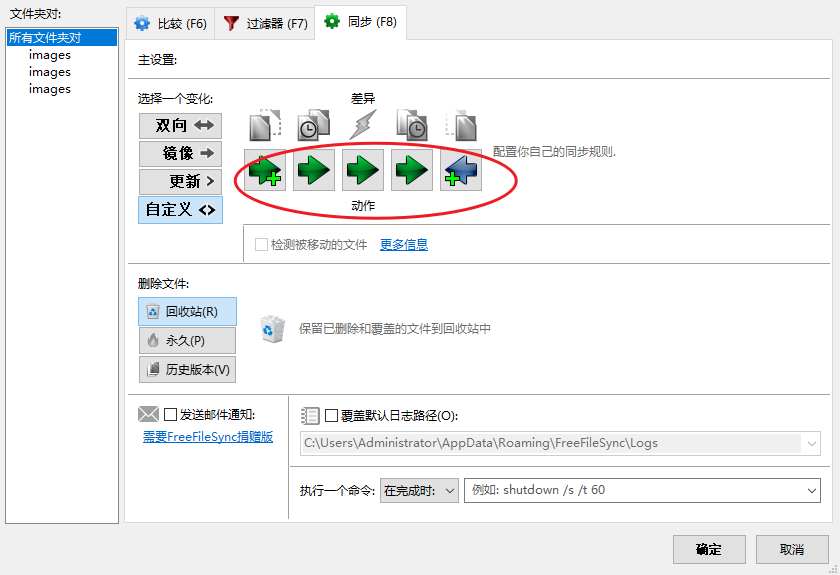 文件夹对:
所有文件夹对
images
images
images
比较 (F6)
过滤器 (F7)
同步 (F8)
主设置:
选择一个变化:
双向
镜像
更新
自定义
差异
动作
配置你自己的同步规则.
检测被移动的文件 更多信息
删除文件:
回收站(R)
永久(P)
历史版本(V)
保留已删除和覆盖的文件到回收站中
发送邮件通知:
需要FreeFileSync捐赠版
覆盖默认日志路径(O):
C:\Users\Administrator\AppData\Roaming\FreeFileSync\Logs
执行一个命令: 在完成时: 例如: shutdown /s /t 60
确定
取消